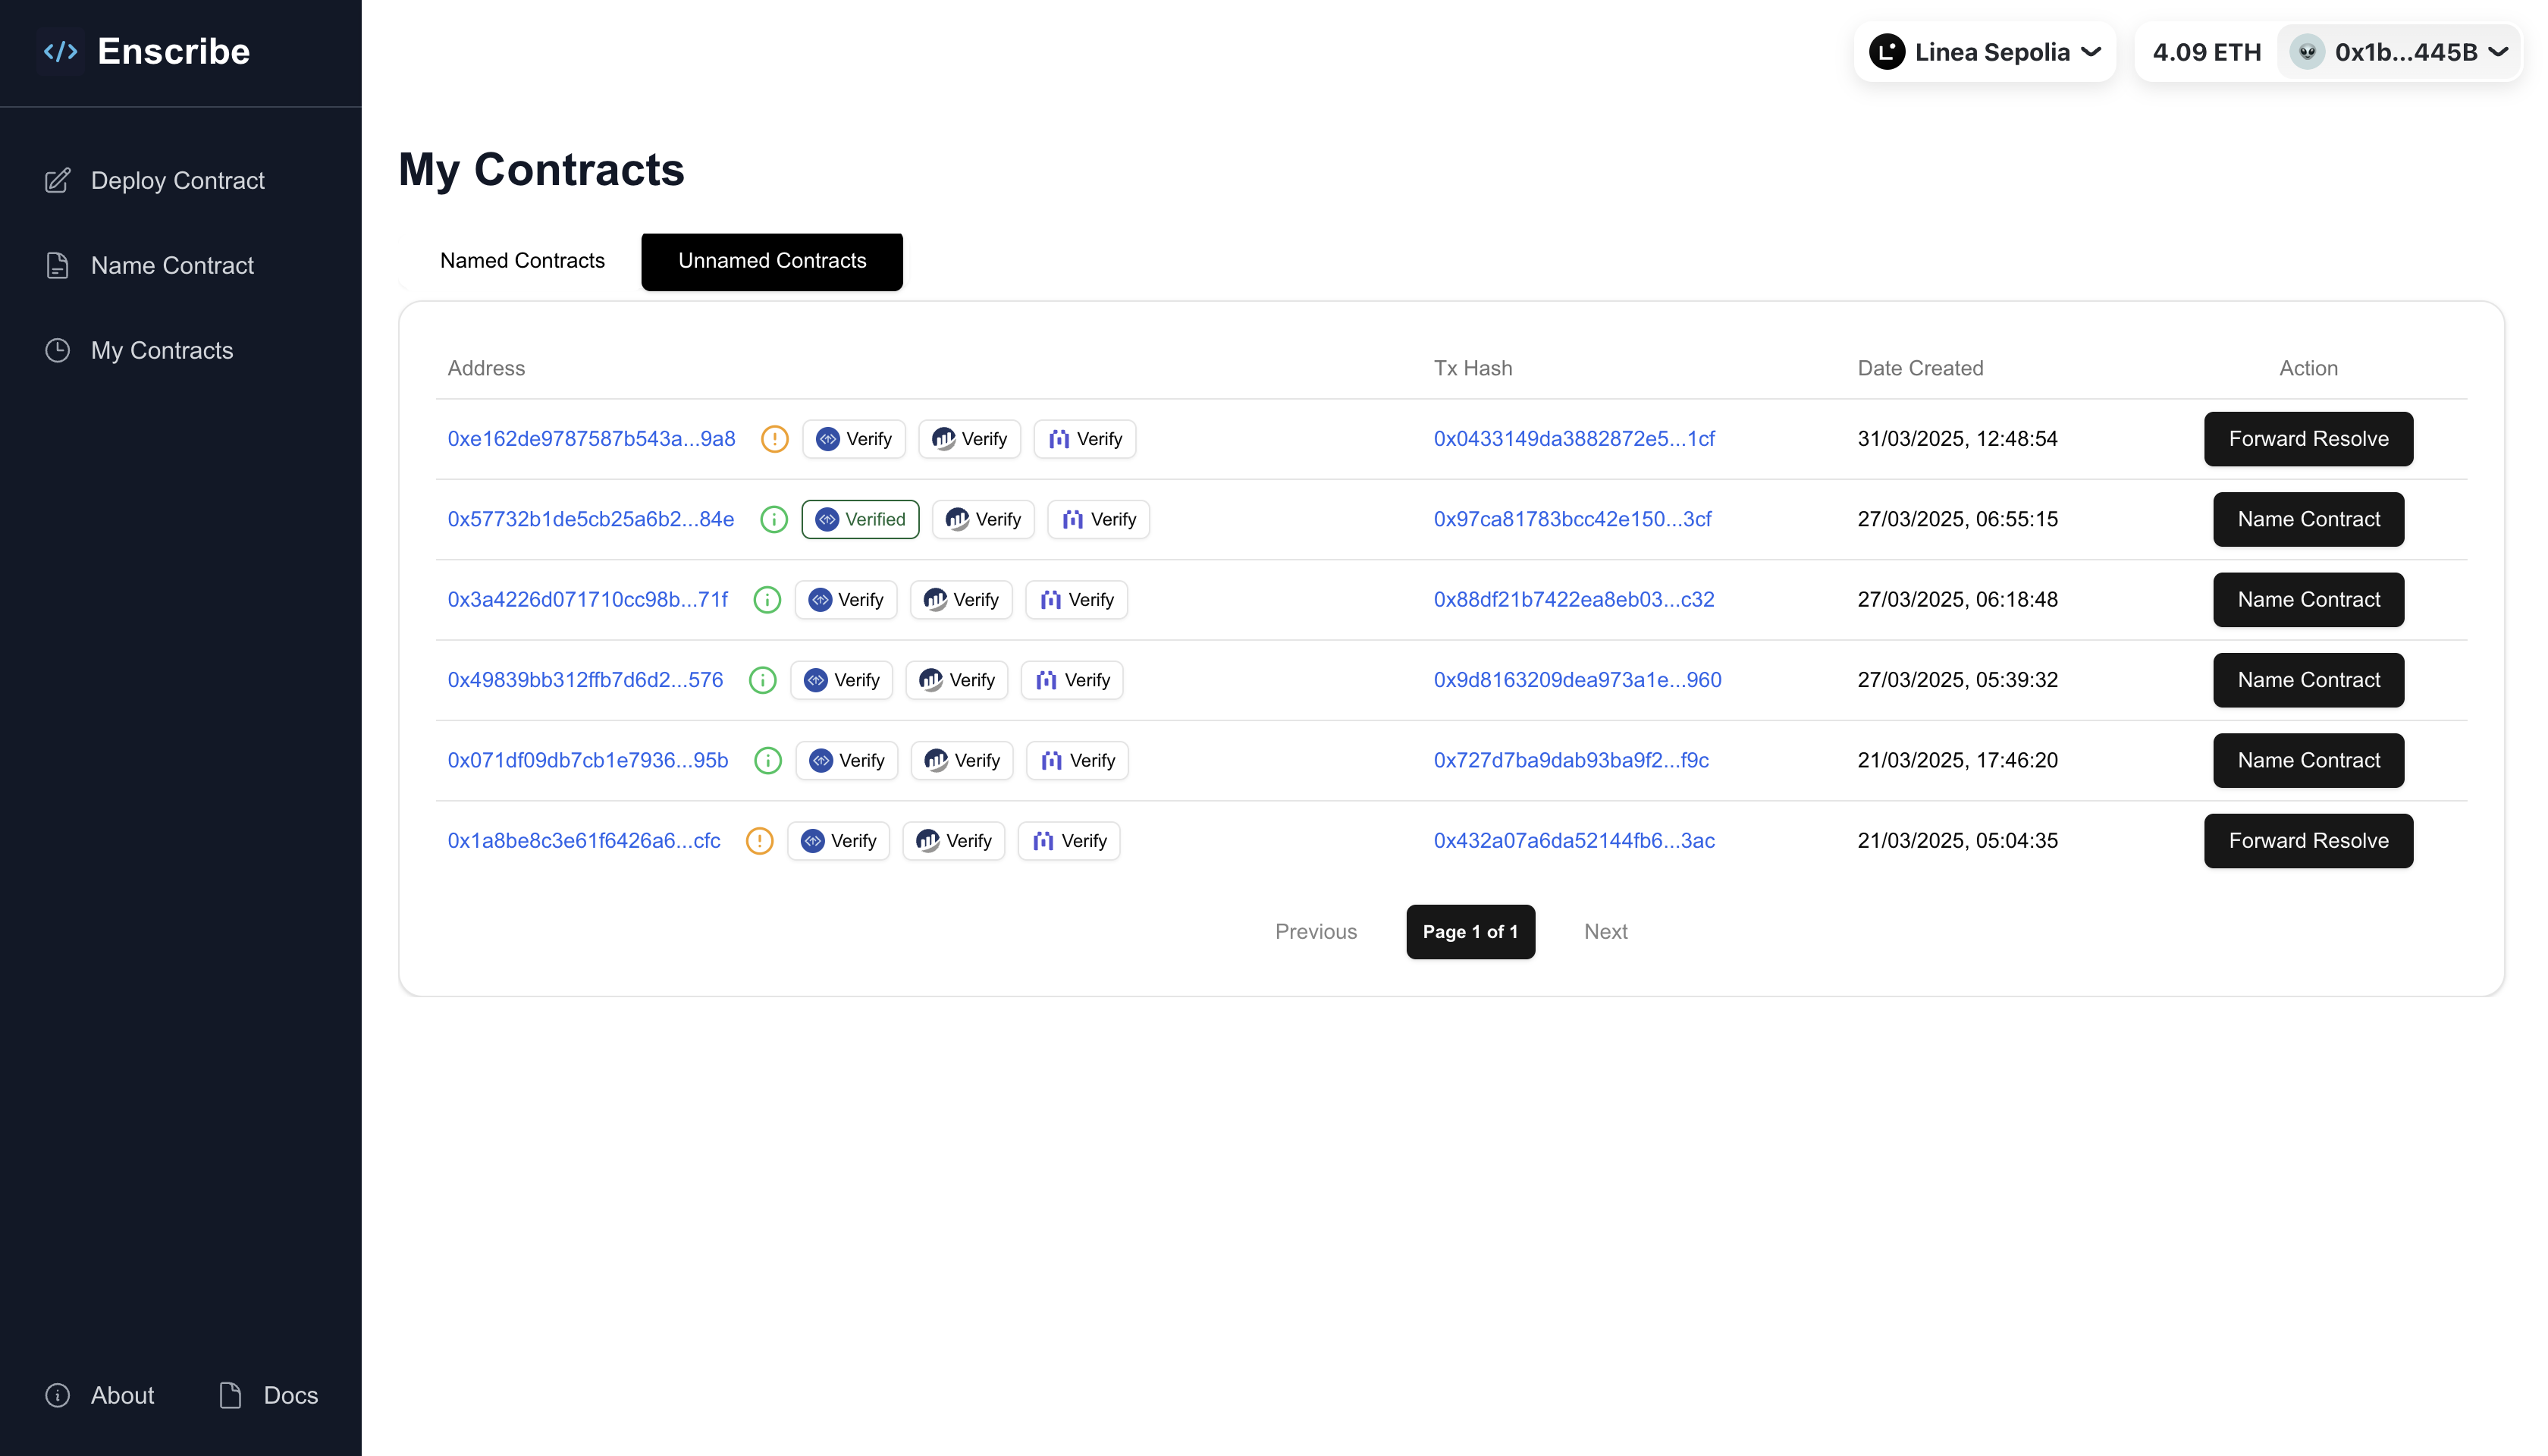 Enscribe
Linea Sepolia
4.09 ETH
0x1b...445B
Deploy Contract
Name Contract
My Contracts
My Contracts
Named Contracts
Unnamed Contracts
Address Tx Hash Date Created Action
0xe162de9787587b543a...9a8 Verify Verify Verify 0x0433149da3882872e5...1cf 31/03/2025, 12:48:54 Forward Resolve
0x57732b1de5cb25a6b2...84e Verified Verify Verify 0x97ca81783bcc42e150...3cf 27/03/2025, 06:55:15 Name Contract
0x3a4226d071710cc98b...71f Verify Verify Verify 0x88df21b7422ea8eb03...c32 27/03/2025, 06:18:48 Name Contract
0x49839bb312ffb7d6d2...576 Verify Verify Verify 0x9d8163209dea973a1e...960 27/03/2025, 05:39:32 Name Contract
0x071df09db7cb1e7936...95b Verify Verify Verify 0x727d7ba9dab93ba9f2...f9c 21/03/2025, 17:46:20 Name Contract
0x1a8be8c3e61f6426a6...cfc Verify Verify Verify 0x432a07a6da52144fb6...3ac 21/03/2025, 05:04:35 Forward Resolve
Previous Page 1 of 1 Next
About Docs